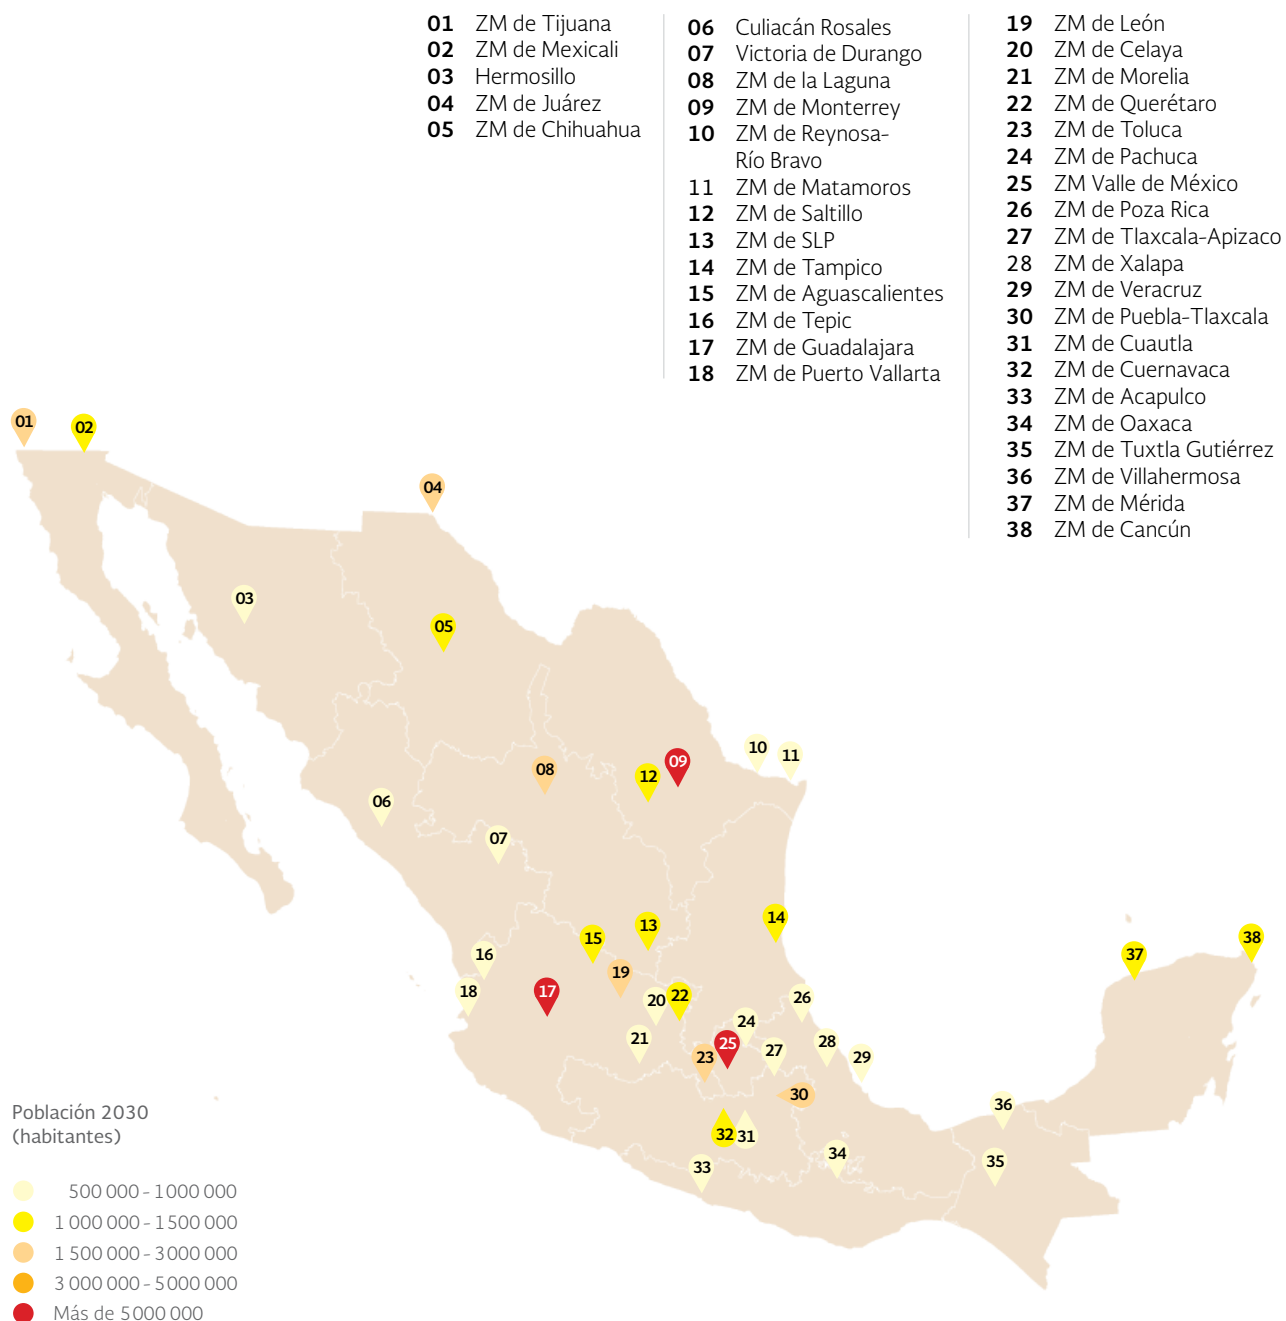 01 ZM de Tijuana
02 ZM de Mexicali
03 Hermosillo
04 ZM de Juárez
05 ZM de Chihuahua
06 Culiacán Rosales
07 Victoria de Durango
08 ZM de la Laguna
09 ZM de Monterrey
10 ZM de Reynosa-
Río Bravo
11 ZM de Matamoros
12 ZM de Saltillo
13 ZM de SLP
14 ZM de Tampico
15 ZM de Aguascalientes
16 ZM de Tepic
17 ZM de Guadalajara
18 ZM de Puerto Vallarta
19 ZM de León
20 ZM de Celaya
21 ZM de Morelia
22 ZM de Querétaro
23 ZM de Toluca
24 ZM de Pachuca
25 ZM Valle de México
26 ZM de Poza Rica
27 ZM de Tlaxcala-Apizaco
28 ZM de Xalapa
29 ZM de Veracruz
30 ZM de Puebla-Tlaxcala
31 ZM de Cuautla
32 ZM de Cuernavaca
33 ZM de Acapulco
34 ZM de Oaxaca
35 ZM de Tuxtla Gutiérrez
36 ZM de Villahermosa
37 ZM de Mérida
38 ZM de Cancún
01
02
04
03
05
10
11
09
08
12
06
07
14
13
15
38
16
37
19
18
17
20
22
26
24
21
25
28
27
23
29
30
36
32
31
34
35
33
Población 2030
(habitantes)
500 000 - 1000 000
1 000 000 - 1500 000
1 500 000 - 3000 000
3 000 000 - 5000 000
Más de 5000 000